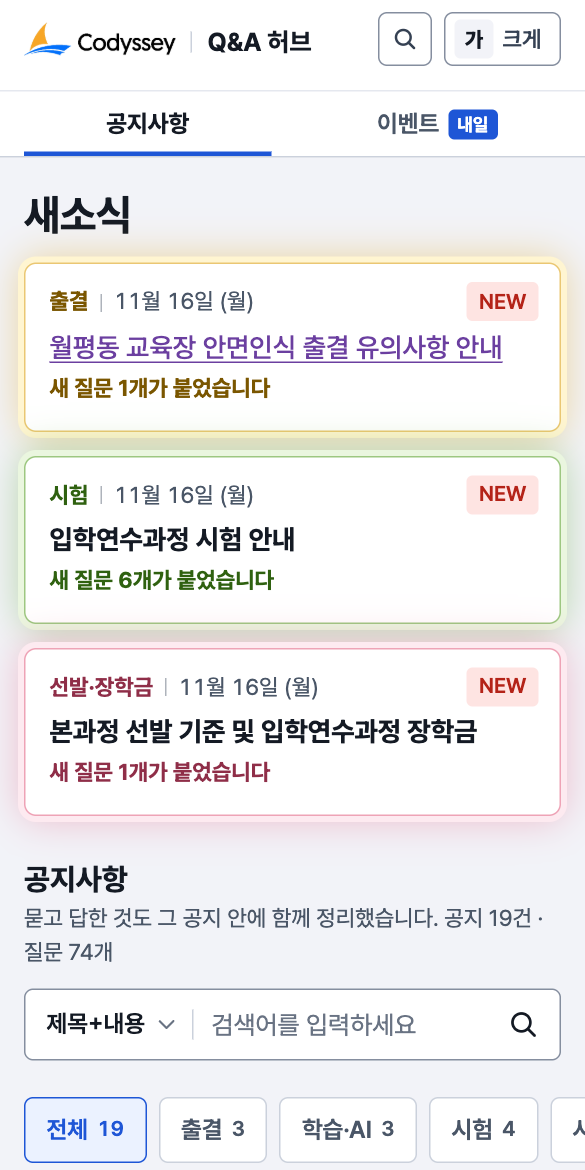 Codyssey Q&A 허브 가 크게
공지사항 이벤트 내일
새소식
출결 11월 16일 (월) NEW
월평동 교육장 안면인식 출결 유의사항 안내
새 질문 1개가 붙었습니다
시험 11월 16일 (월) NEW
입학연수과정 시험 안내
새 질문 6개가 붙었습니다
선발·장학금 11월 16일 (월) NEW
본과정 선발 기준 및 입학연수과정 장학금
새 질문 1개가 붙었습니다
공지사항
묻고 답한 것도 그 공지 안에 함께 정리했습니다. 공지 19건 ·
질문 74개
제목+내용 검색어를 입력하세요
전체 19 출결 3 학습·AI 3 시험 4